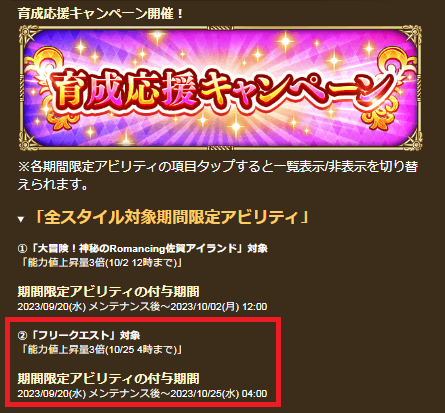 育成応援キャンペーン開催！
育成応援キャンペーン
※各期間限定アビリティの項目タップすると一覧表示/非表示を切り替
えられます。
▼ 「全スタイル対象期間限定アビリティ」
①「大冒険！神秘のRomancing佐賀アイランド」対象
「能力値上昇量3倍(10/2 12時まで)」
期間限定アビリティの付与期間
2023/09/20(水) メンテナンス後～2023/10/02(月) 12:00
②「フリークエスト」対象
「能力値上昇量3倍(10/25 4時まで)」
期間限定アビリティの付与期間
2023/09/20(水) メンテナンス後～2023/10/25(水) 04:00